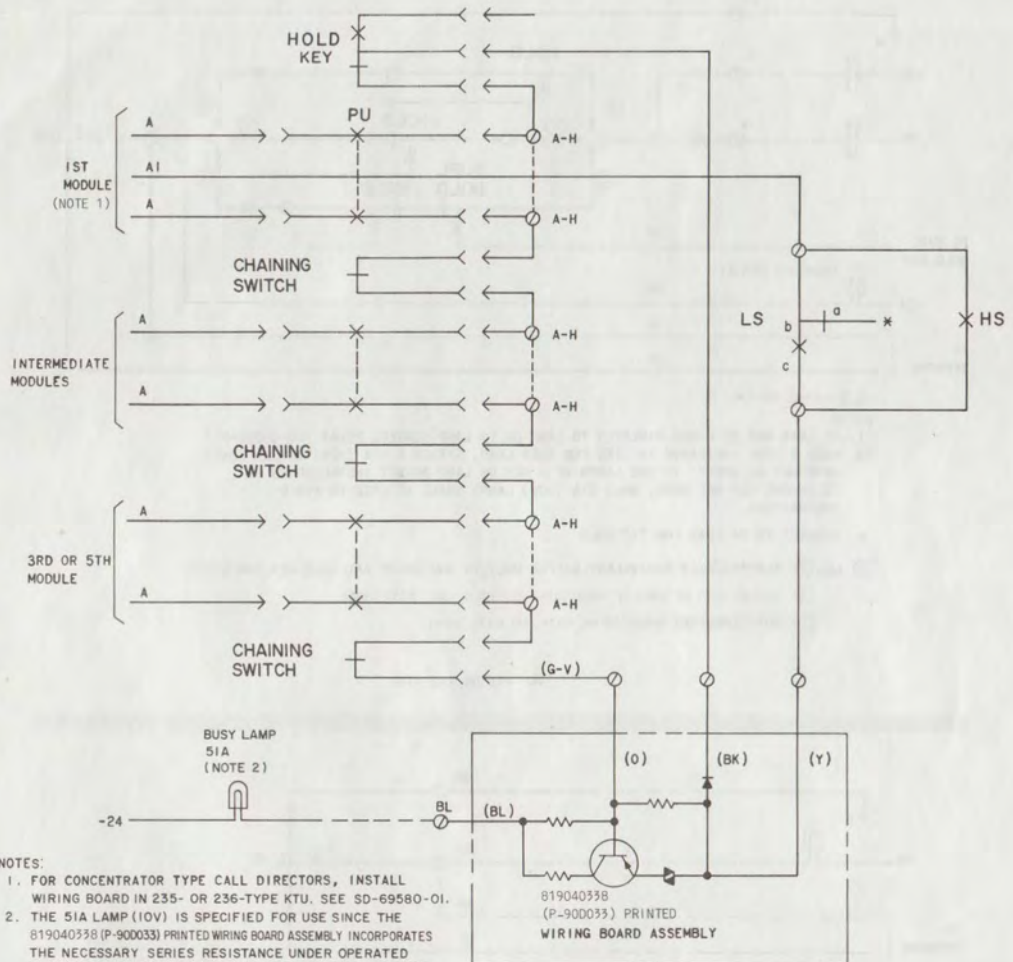 HOLD
KEY
PU
A
A-H
1ST
MODULE
(NOTE 1)
A1
A
A-H
CHAINING
SWITCH
A
A-H
LS
b
a
*
HS
c
INTERMEDIATE
MODULES
A
A-H
CHAINING
SWITCH
A
A-H
3RD OR 5TH
MODULE
A
A-H
CHAINING
SWITCH
(G-V)
BUSY LAMP
51A
(NOTE 2)
(O)
(BK)
(Y)
-24
BL
(BL)
819040338
(P-90D033) PRINTED
WIRING BOARD ASSEMBLY
NOTES:
1. FOR CONCENTRATOR TYPE CALL DIRECTORS, INSTALL
WIRING BOARD IN 235- OR 236-TYPE KTU. SEE SD-69580-01.
2. THE 51A LAMP (10V) IS SPECIFIED FOR USE SINCE THE
819040338 (P-90D033) PRINTED WIRING BOARD ASSEMBLY INCORPORATES
THE NECESSARY SERIES RESISTANCE UNDER OPERATED